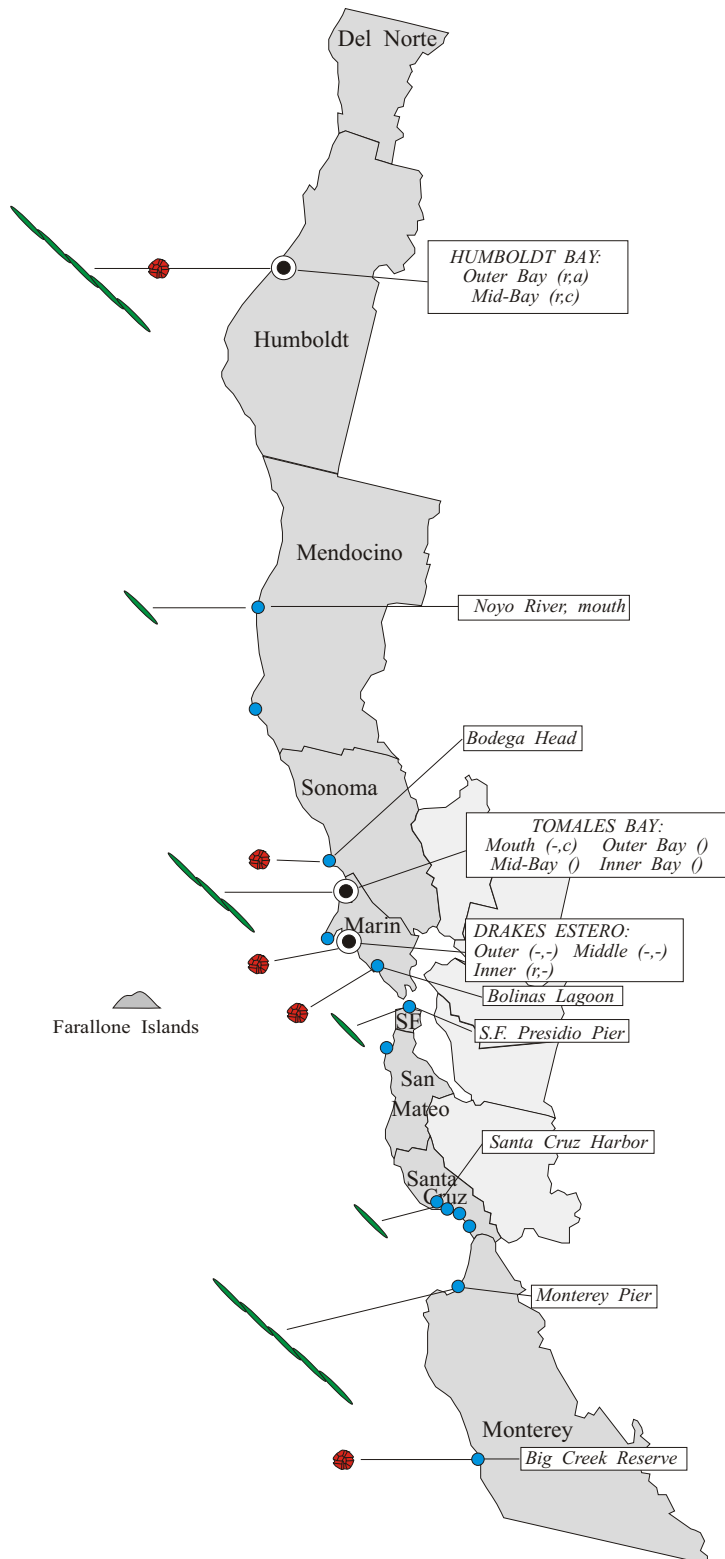 Del Norte
HUMBOLDT BAY:
Outer Bay (r,a)
Mid-Bay (r,c)
Humboldt
Mendocino
Noyo River, mouth
Bodega Head
Sonoma
TOMALES BAY:
Mouth (-,c) Outer Bay ()
Mid-Bay () Inner Bay ()
Marin
DRAKES ESTERO:
Outer (-,-) Middle (-,-)
Inner (r,-)
Bolinas Lagoon
Farallone Islands
SF
S.F. Presidio Pier
San
Mateo
Santa Cruz Harbor
Santa
Cruz
Monterey Pier
Monterey
Big Creek Reserve